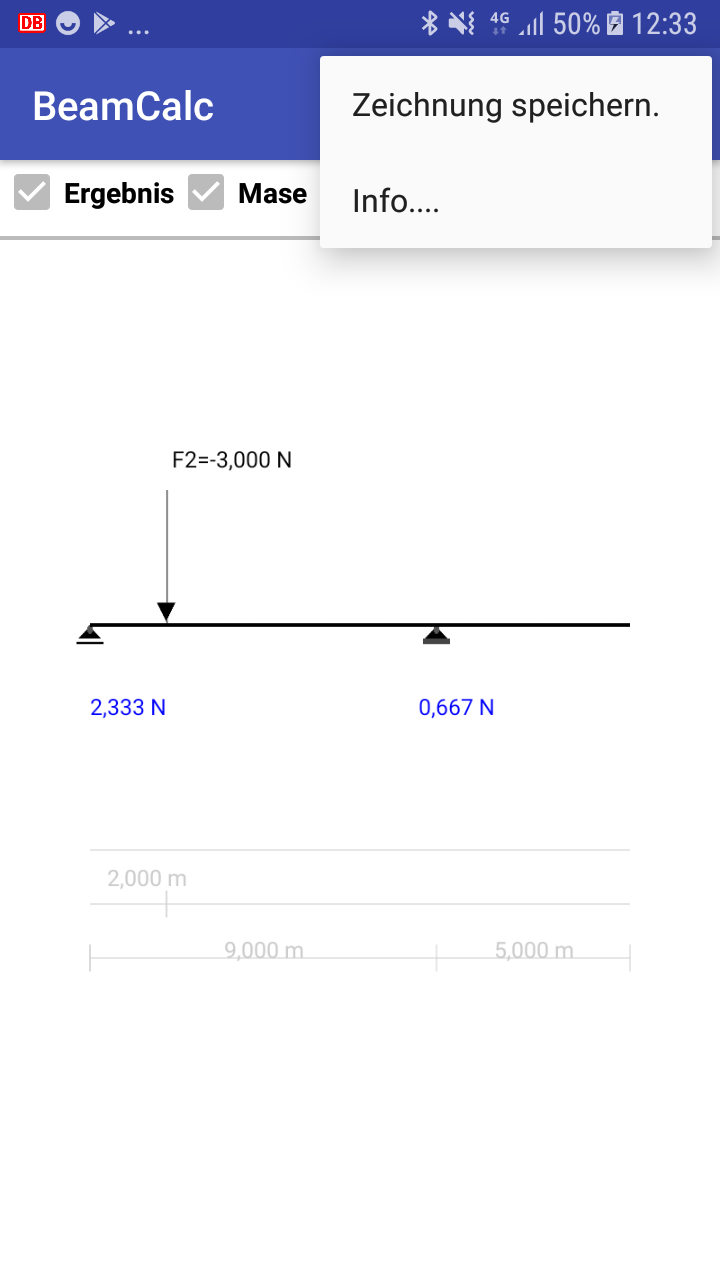 DB ... 4G 50% 12:33
BeamCalc
Zeichnung speichern.
Ergebnis Mase
Info....
F2=-3,000 N
2,333 N 0,667 N
2,000 m
9,000 m 5,000 m